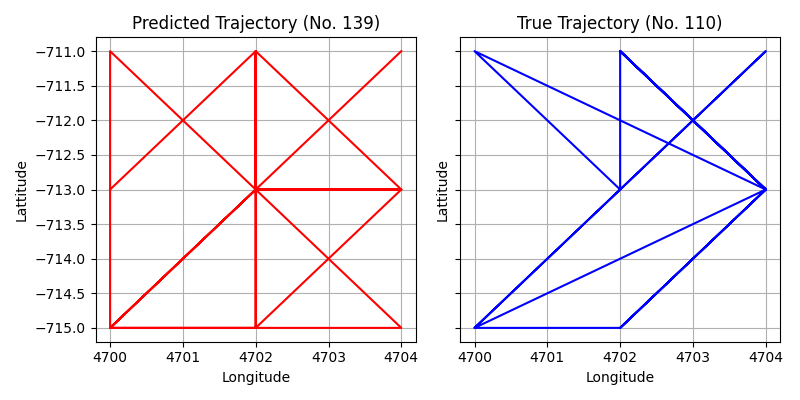 Predicted Trajectory (No. 139)
True Trajectory (No. 110)
Lattitude
−711.0
−711.5
−712.0
−712.5
−713.0
−713.5
−714.0
−714.5
−715.0
4700 4701 4702 4703 4704
Longitude
Lattitude
4700 4701 4702 4703 4704
Longitude